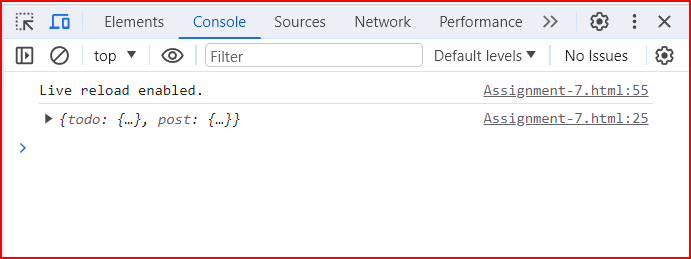 Elements Console Sources Network Performance
top Filter Default levels No Issues
Live reload enabled. Assignment-7.html:55
{todo: {…}, post: {…}} Assignment-7.html:25